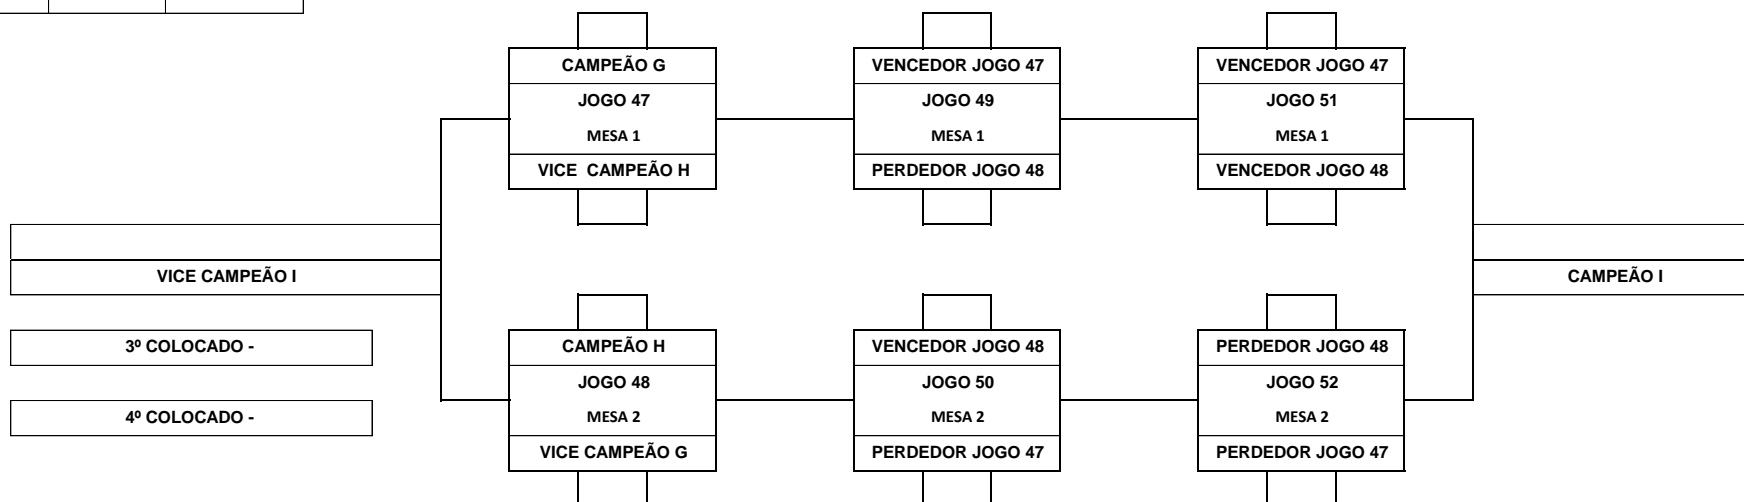 CAMPEÃO G
JOGO 47
MESA 1
VICE CAMPEÃO H
VENCEDOR JOGO 47
JOGO 49
MESA 1
PERDEDOR JOGO 48
VENCEDOR JOGO 47
JOGO 51
MESA 1
VENCEDOR JOGO 48
VICE CAMPEÃO I
CAMPEÃO I
3º COLOCADO -
4º COLOCADO -
CAMPEÃO H
JOGO 48
MESA 2
VICE CAMPEÃO G
VENCEDOR JOGO 48
JOGO 50
MESA 2
PERDEDOR JOGO 47
PERDEDOR JOGO 48
JOGO 52
MESA 2
PERDEDOR JOGO 47